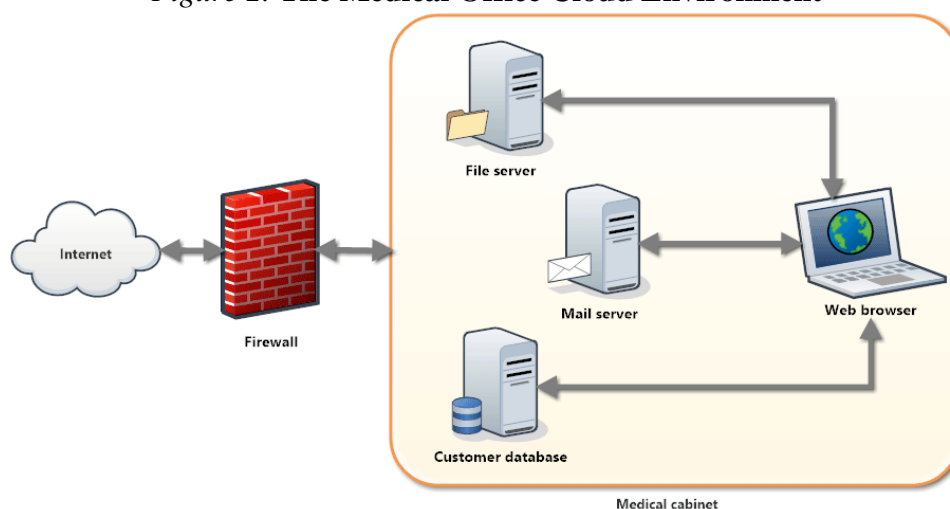 File server
Internet
Mail server
Web browser
Firewall
Customer database
Medical cabinet